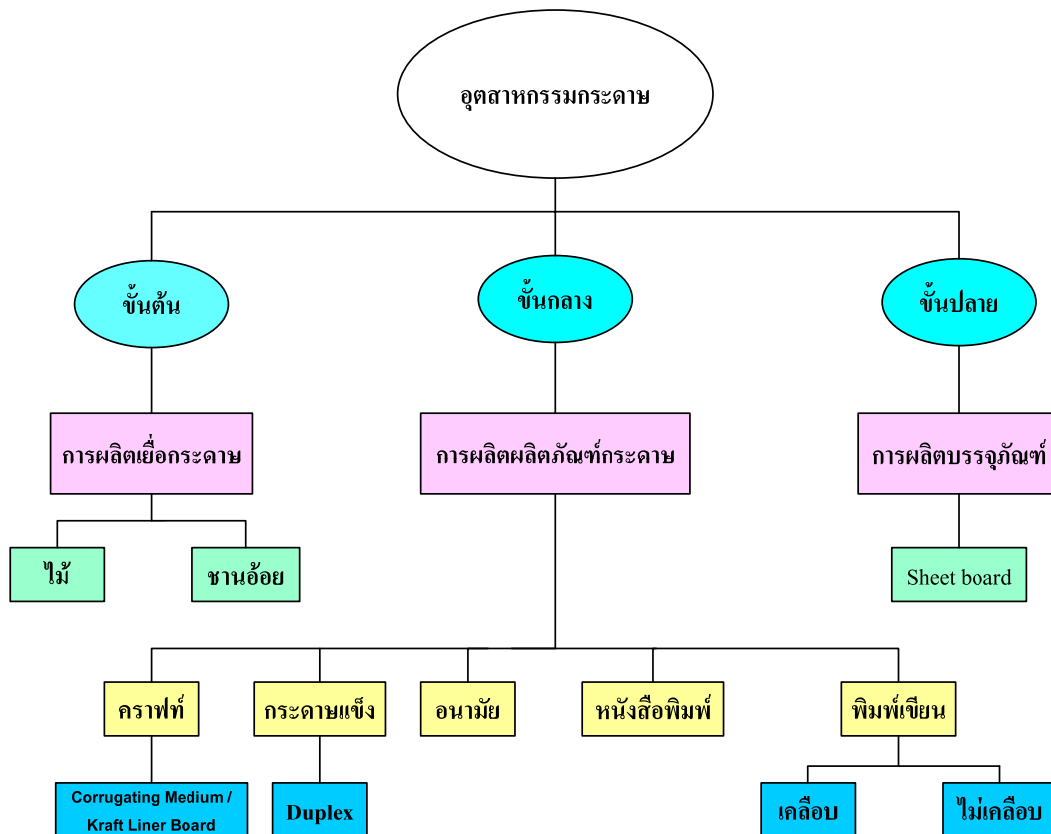 อุตสาหกรรมกระดาษ
ขั้นต้น
ขั้นกลาง
ขั้นปลาย
การผลิตเยื่อกระดาษ
การผลิตผลิตภัณฑ์กระดาษ
การผลิตบรรจุภัณฑ์
ไม้
ชานอ้อย
Sheet board
คราฟท์
กระดาษแข็ง
อนามัย
หนังสือพิมพ์
พิมพ์เขียน
Corrugating Medium /
Kraft Liner Board
Duplex
เคลือบ
ไม่เคลือบ